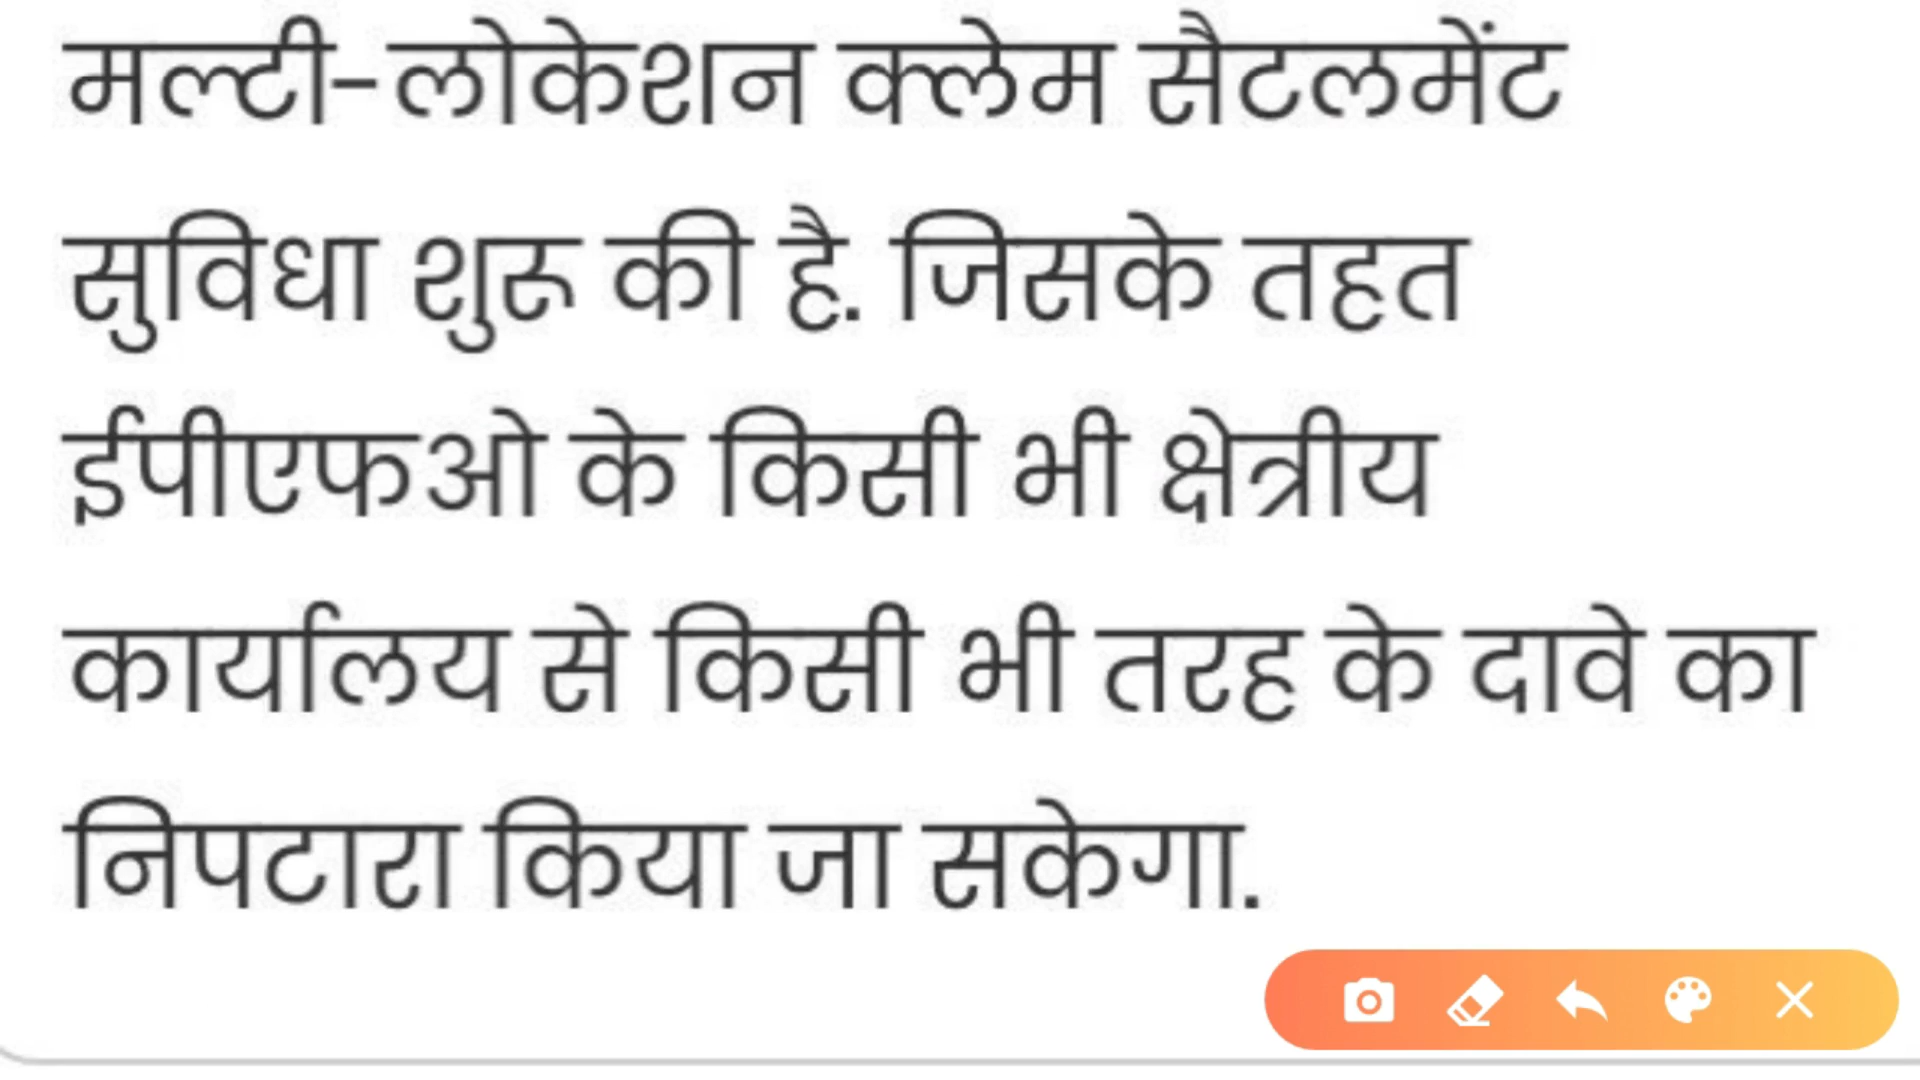 मल्टी-लोकेशन क्लेम सैटलमेंट
सुविधा शुरू की है. जिसके तहत
ईपीएफओ के किसी भी क्षेत्रीय
कार्यालय से किसी भी तरह के दावे का
निपटारा किया जा सकेगा.